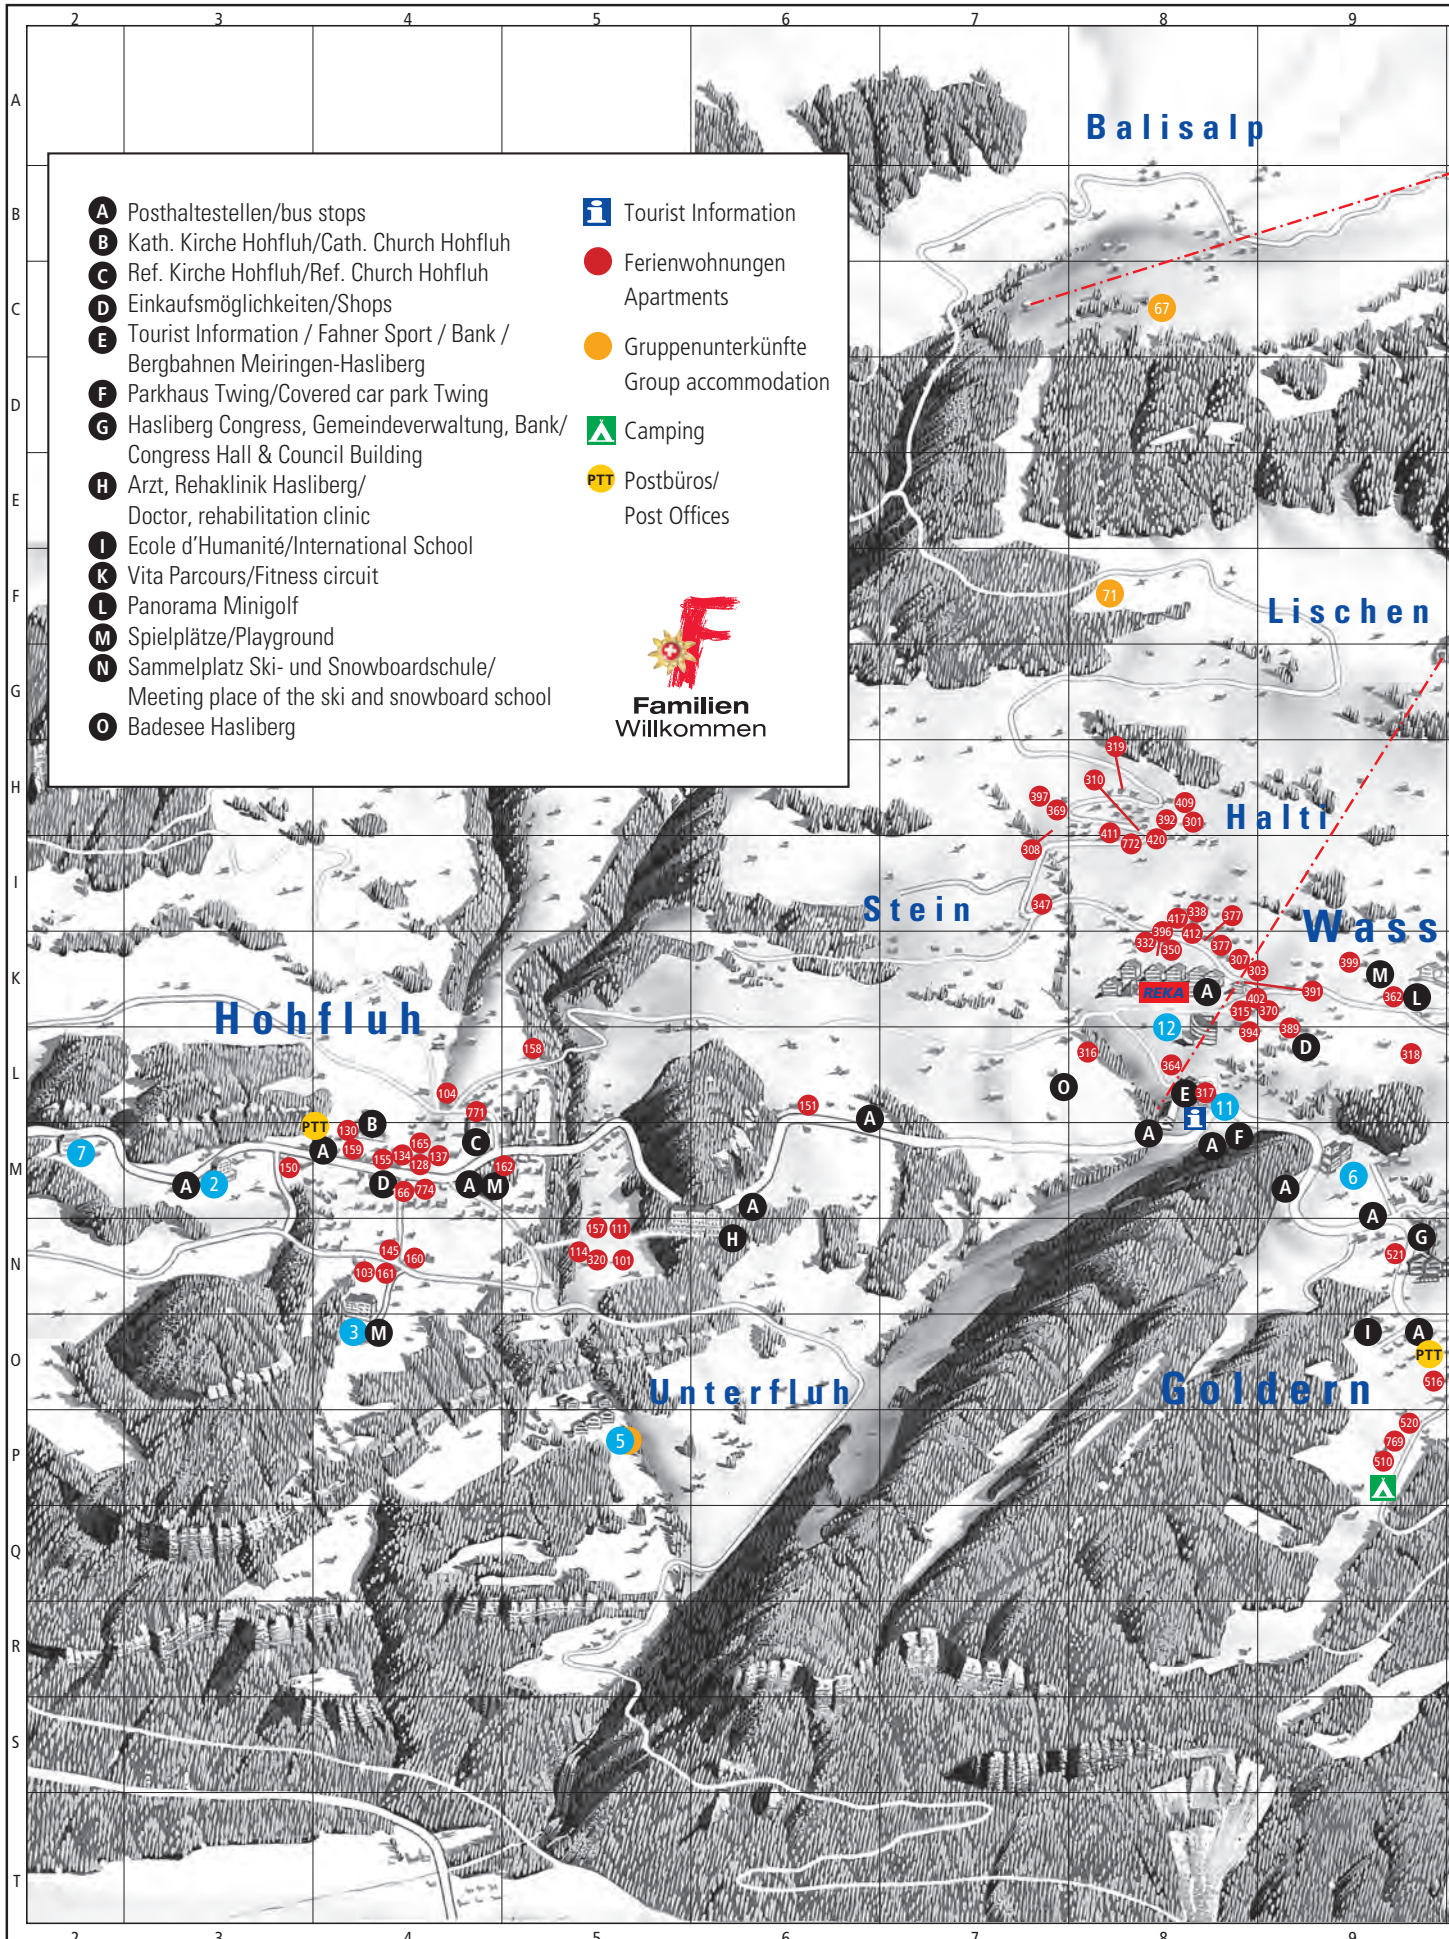 2 3 4 5 6 7 8 9
A
Balisalp
B
A Posthaltestellen/bus stops
B Kath. Kirche Hohfluh/Cath. Church Hohfluh
C Ref. Kirche Hohfluh/Ref. Church Hohfluh
D Einkaufsmöglichkeiten/Shops
E Tourist Information / Fahner Sport / Bank /
Bergbahnen Meiringen-Hasliberg
F Parkhaus Twing/Covered car park Twing
G Hasliberg Congress, Gemeindeverwaltung, Bank/
Congress Hall & Council Building
H Arzt, Rehaklinik Hasliberg/
Doctor, rehabilitation clinic
I Ecole d'Humanité/International School
K Vita Parcours/Fitness circuit
L Panorama Minigolf
M Spielplätze/Playground
N Sammelplatz Ski- und Snowboardschule/
Meeting place of the ski and snowboard school
O Badesee Hasliberg
i Tourist Information
Ferienwohnungen
Apartments
Gruppenunterkünfte
Group accommodation
Camping
PTT Postbüros/
Post Offices
F
Familien
Willkommen
C
67
D
E
F
71
Lischen
G
319
H
310
397
369
409
392
301
Halti
411
772
420
308
I
347
Stein
417
338
377
Wass
396
412
332
350
377
307
303
399
M
K
REKA
A
391
362
L
402
315
370
Hohfluh
12
394
389
D
158
316
318
L
364
O
104
E
317
11
771
151
A
i
PTT
130
B
A
A
F
C
165
A
159
155
134
137
128
7
M
150
162
A
2
D
166
774
A
M
6
A
A
A
157
111
H
G
145
160
114
320
101
521
N
103
161
3
M
I
A
PTT
O
516
Unterfluh
Goldern
520
5
769
P
510
Q
R
S
T
2 3 4 5 6 7 8 9